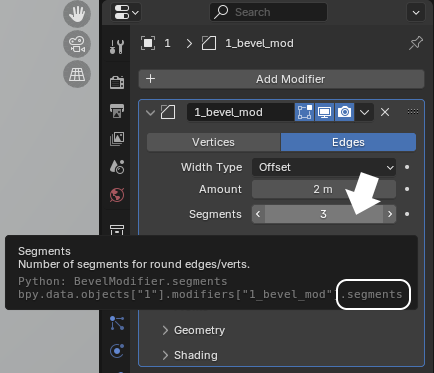 Search
1 1_bevel_mod
+ Add Modifier
1_bevel_mod
Vertices Edges
Width Type Offset
Amount 2 m
Segments 3
Segments
Number of segments for round edges/verts.
Python: BevelModifier.segments
bpy.data.objects["1"].modifiers["1_bevel_mod"].segments
Geometry
Shading